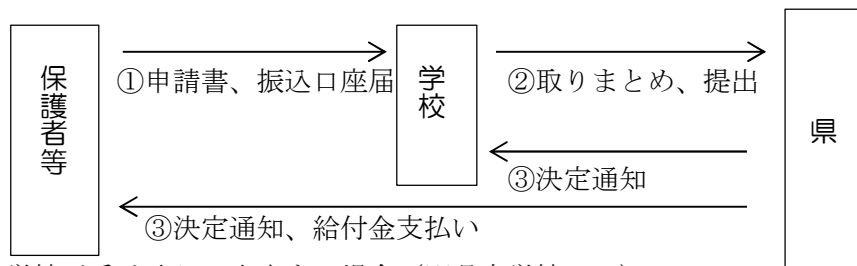 保護者等
①申請書、振込口座届
学校
②取りまとめ、提出
県
③決定通知
③決定通知、給付金支払い